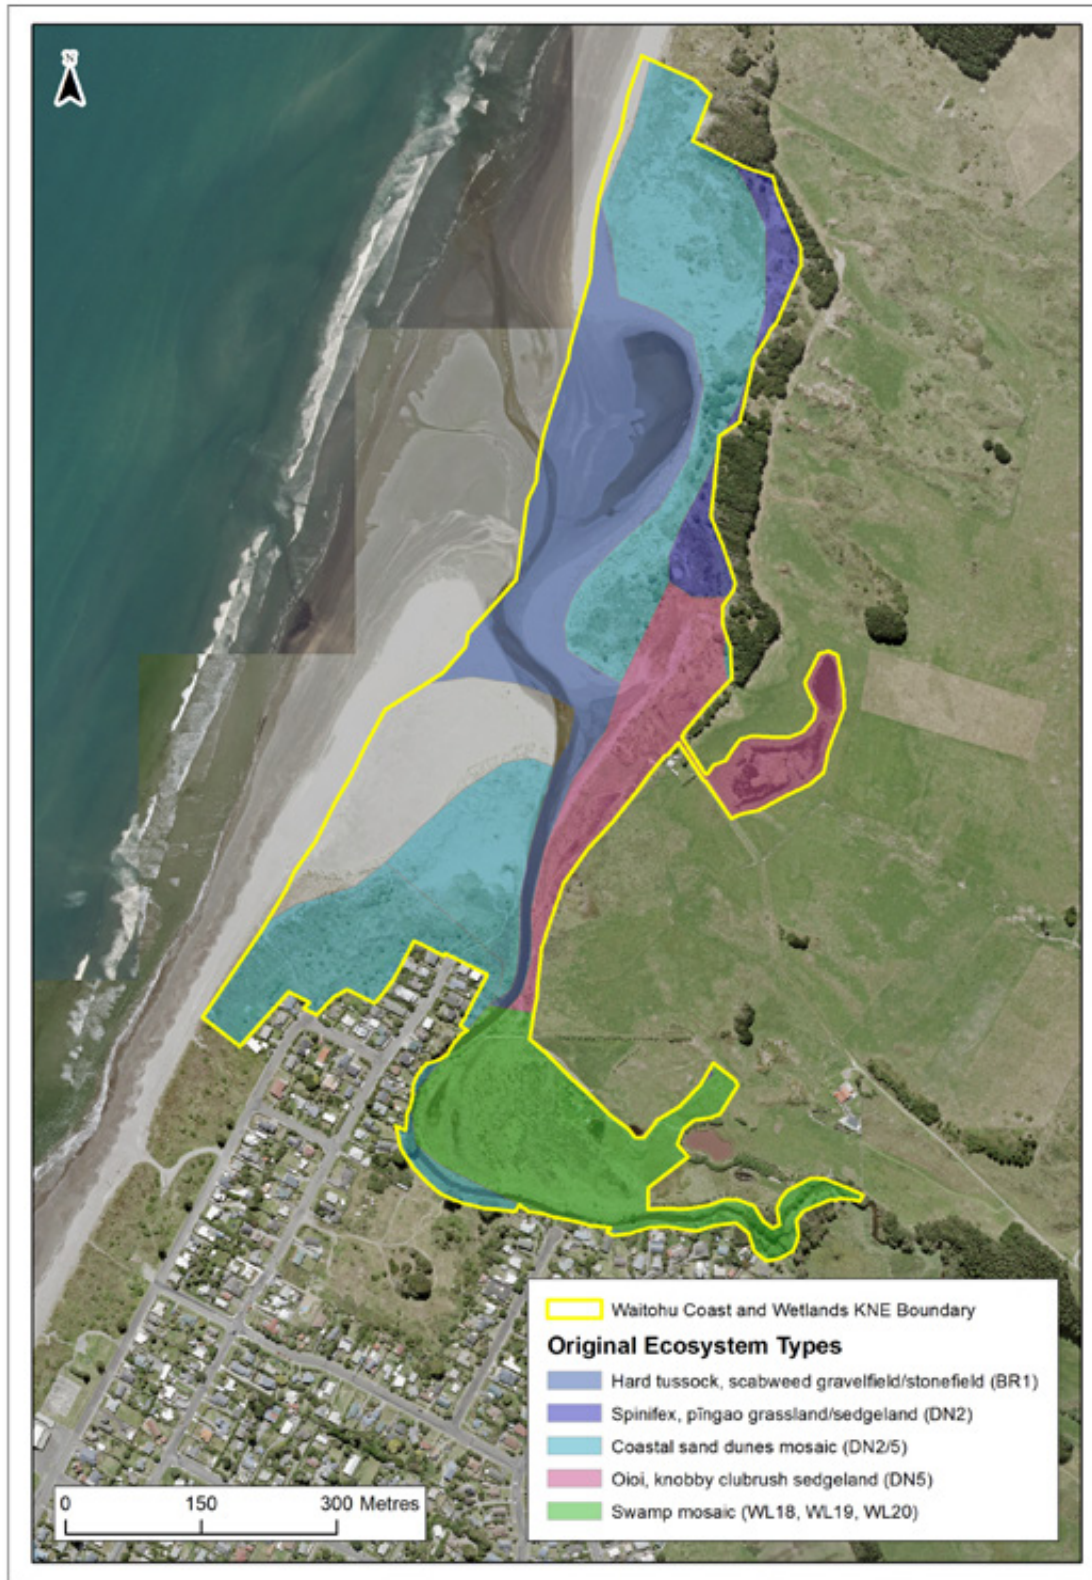 N
Waitohu Coast and Wetlands KNE Boundary
Original Ecosystem Types
Hard tussock, scabweed gravelfield/stonefield (BR1)
Spinifex, pīngao grassland/sedgeland (DN2)
Coastal sand dunes mosaic (DN2/5)
Oioi, knobby clubrush sedgeland (DN5)
Swamp mosaic (WL18, WL19, WL20)
0 150 300 Metres